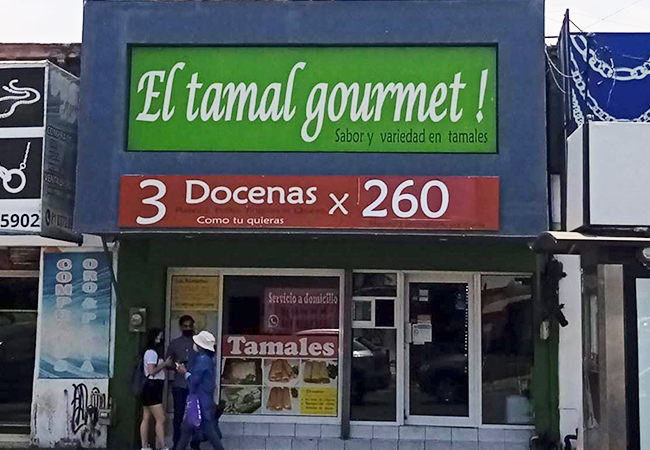 El tamal gourmet !
Sabor y variedad en tamales
3 Docenas x 260
Como tu quieras
5902
Servicio a domicilio
Tamales